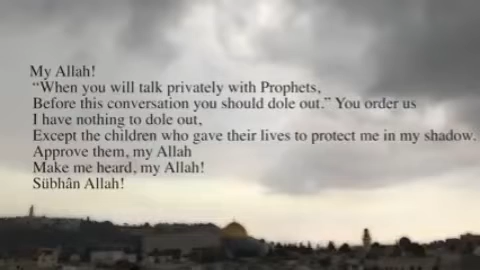 My Allah!
“When you will talk privately with Prophets,
Before this conversation you should dole out.” You order us
I have nothing to dole out,
Except the children who gave their lives to protect me in my shadow.
Approve them, my Allah
Make me heard, my Allah!
Sübhân Allah!